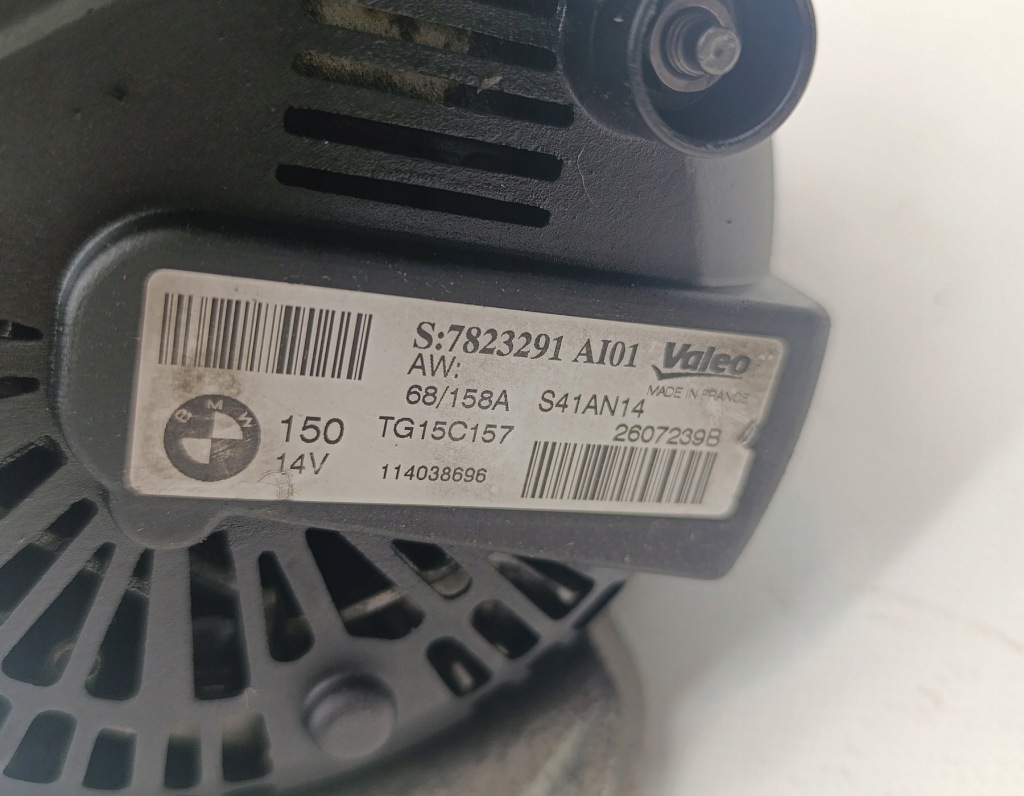 S:7823291 AI01 Valeo
AW:
MADE IN FRANCE
68/158A S41AN14
BMW 150 TG15C157 2607239B
14V 114038696